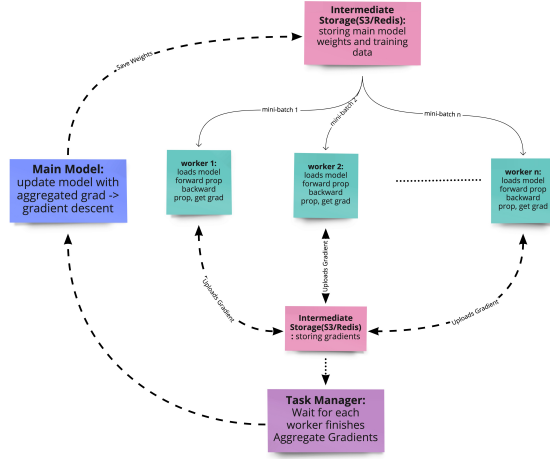 Intermediate
Storage(S3/Redis):
storing main model
weights and training
data
Save Weights
mini-batch 1
mini-batch 2
mini-batch n
Main Model:
update model with
aggregated grad ->
gradient descent
worker 1:
loads model
forward prop
backward
prop, get grad
worker 2:
loads model
forward prop
backward
prop, get grad
worker n:
loads model
forward prop
backward
prop, get grad
Uploads Gradient
Uploads Gradient
Uploads Gradient
Intermediate
Storage(S3/Redis)
: storing gradients
Task Manager:
Wait for each
worker finishes
Aggregate Gradients